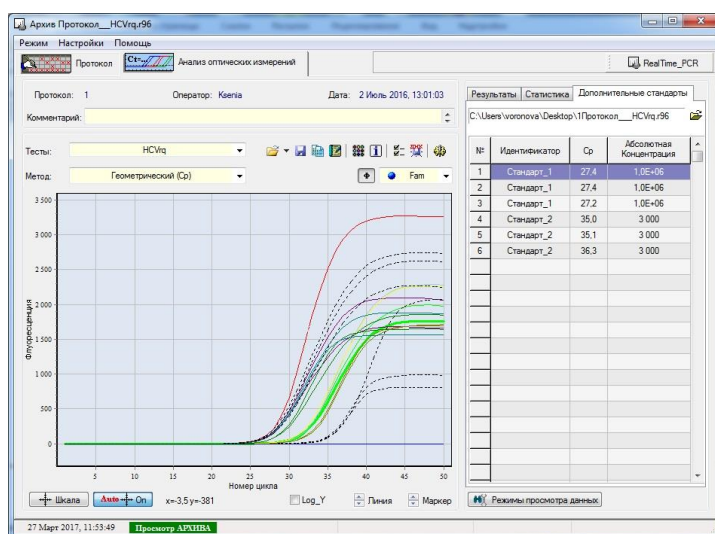 Архив Протокол__HCVrq.r96
Режим Настройки Помощь
Протокол Ct=.. Анализ оптических измерений RealTime_PCR
Протокол: 1 Оператор: Ksenia Дата: 2 Июль 2016, 13:01:03
Комментарий:
Тесты: HCVrq
Метод: Геометрический (Cp) Fam
3 500
3 000
2 500
2 000
1 500
1 000
500
0
Флуоресценция
5 10 15 20 25 30 35 40 45 50
Номер цикла
Шкала Auto On x=-3,5 y=-381 Log_Y Линия Маркер
Результаты Статистика Дополнительные стандарты
C:\Users\voronova\Desktop\1Протокол__HCVrq.r96
№ Идентификатор Cp Абсолютная Концентрация
1 Стандарт_1 27,4 1,0E+06
2 Стандарт_1 27,4 1,0E+06
3 Стандарт_1 27,2 1,0E+06
4 Стандарт_2 35,0 3 000
5 Стандарт_2 35,1 3 000
6 Стандарт_2 36,3 3 000
Режимы просмотра данных
27 Март 2017, 11:53:49 Просмотр АРХИВА